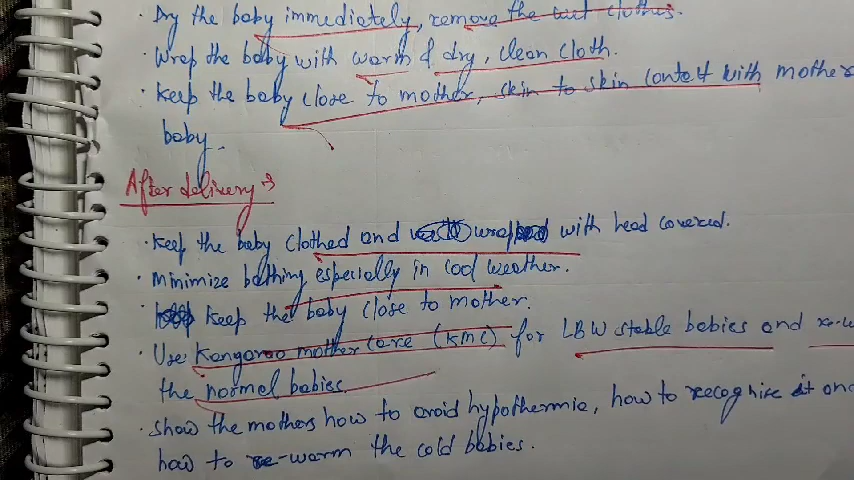 · Dry the baby immediately, remove the wet clothes.
· Wrap the baby with warm & dry, clean cloth.
· Keep the baby close to mother, skin to skin contact with mother
baby.
After delivery →
· Keep the baby clothed and wrapped with head covered.
· Minimize bathing especially in cool weather.
· Keep the baby close to mother.
· Use Kangaroo mother care (KMC) for LBW stable babies and re-w
the normal babies.
· Show the mothers how to avoid hypothermia, how to recognise it and
how to re-warm the cold babies.